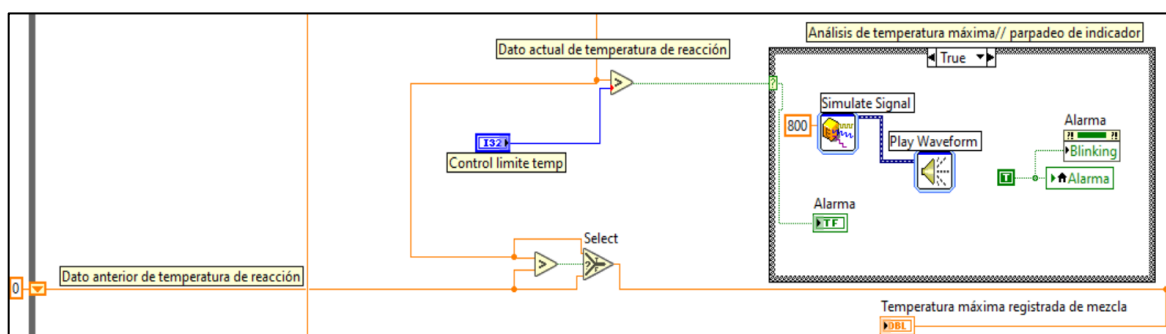 Análisis de temperatura máxima// parpadeo de indicador
Dato actual de temperatura de reacción
True
?
>
Simulate Signal
800
Play Waveform
Alarma
Blinking
I32
Control limite temp
T
Alarma
Alarma
TF
Select
>
?
Dato anterior de temperatura de reacción
0
Temperatura máxima registrada de mezcla
DBL